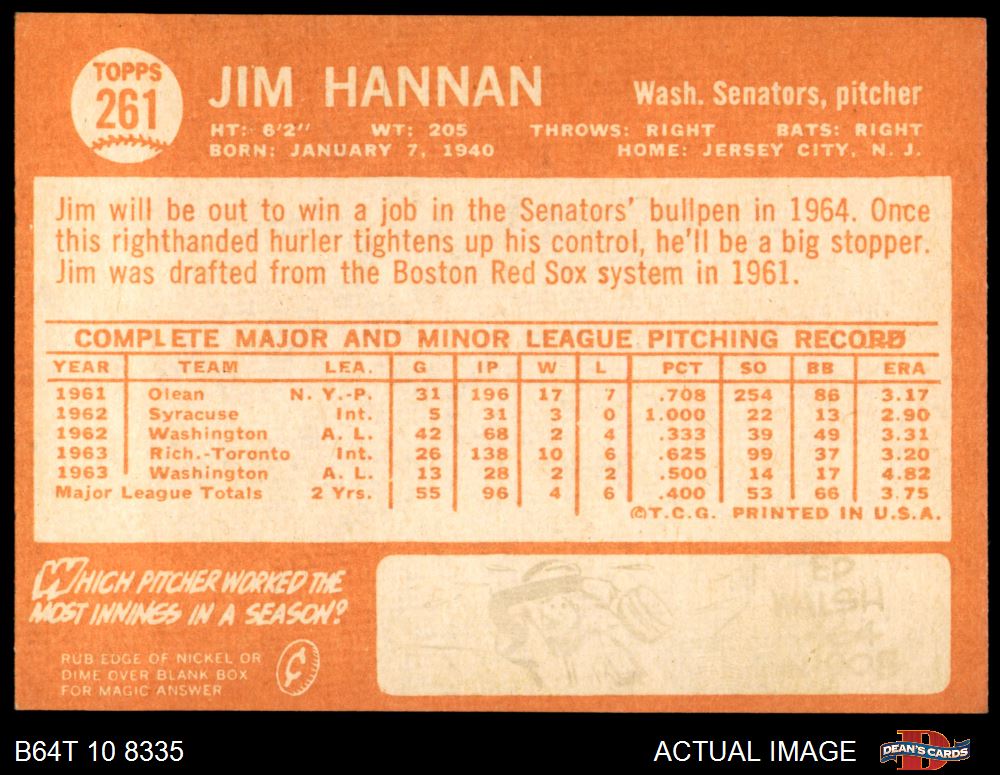 TOPPS
261
JIM HANNAN
Wash. Senators, pitcher
HT: 6'2" WT: 205 THROWS: RIGHT BATS: RIGHT
BORN: JANUARY 7, 1940 HOME: JERSEY CITY, N. J.
Jim will be out to win a job in the Senators' bullpen in 1964. Once
this righthanded hurler tightens up his control, he'll be a big stopper.
Jim was drafted from the Boston Red Sox system in 1961.
COMPLETE MAJOR AND MINOR LEAGUE PITCHING RECORD
YEAR TEAM LEA. G IP W L PCT SO BB ERA
1961 Olean N. Y.-P. 31 196 17 7 .708 254 86 3.17
1962 Syracuse Int. 5 31 3 0 1.000 22 13 2.90
1962 Washington A. L. 42 68 2 4 .333 39 49 3.31
1963 Rich.-Toronto Int. 26 138 10 6 .625 99 37 3.20
1963 Washington A. L. 13 28 2 2 .500 14 17 4.82
Major League Totals 2 Yrs. 55 96 4 6 .400 53 66 3.75
©T.C.G. PRINTED IN U.S.A.
WHICH PITCHER WORKED THE
MOST INNINGS IN A SEASON?
RUB EDGE OF NICKEL OR
DIME OVER BLANK BOX
FOR MAGIC ANSWER
ED
WALSH
B64T 10 8335
ACTUAL IMAGE
DEAN'S CARDS